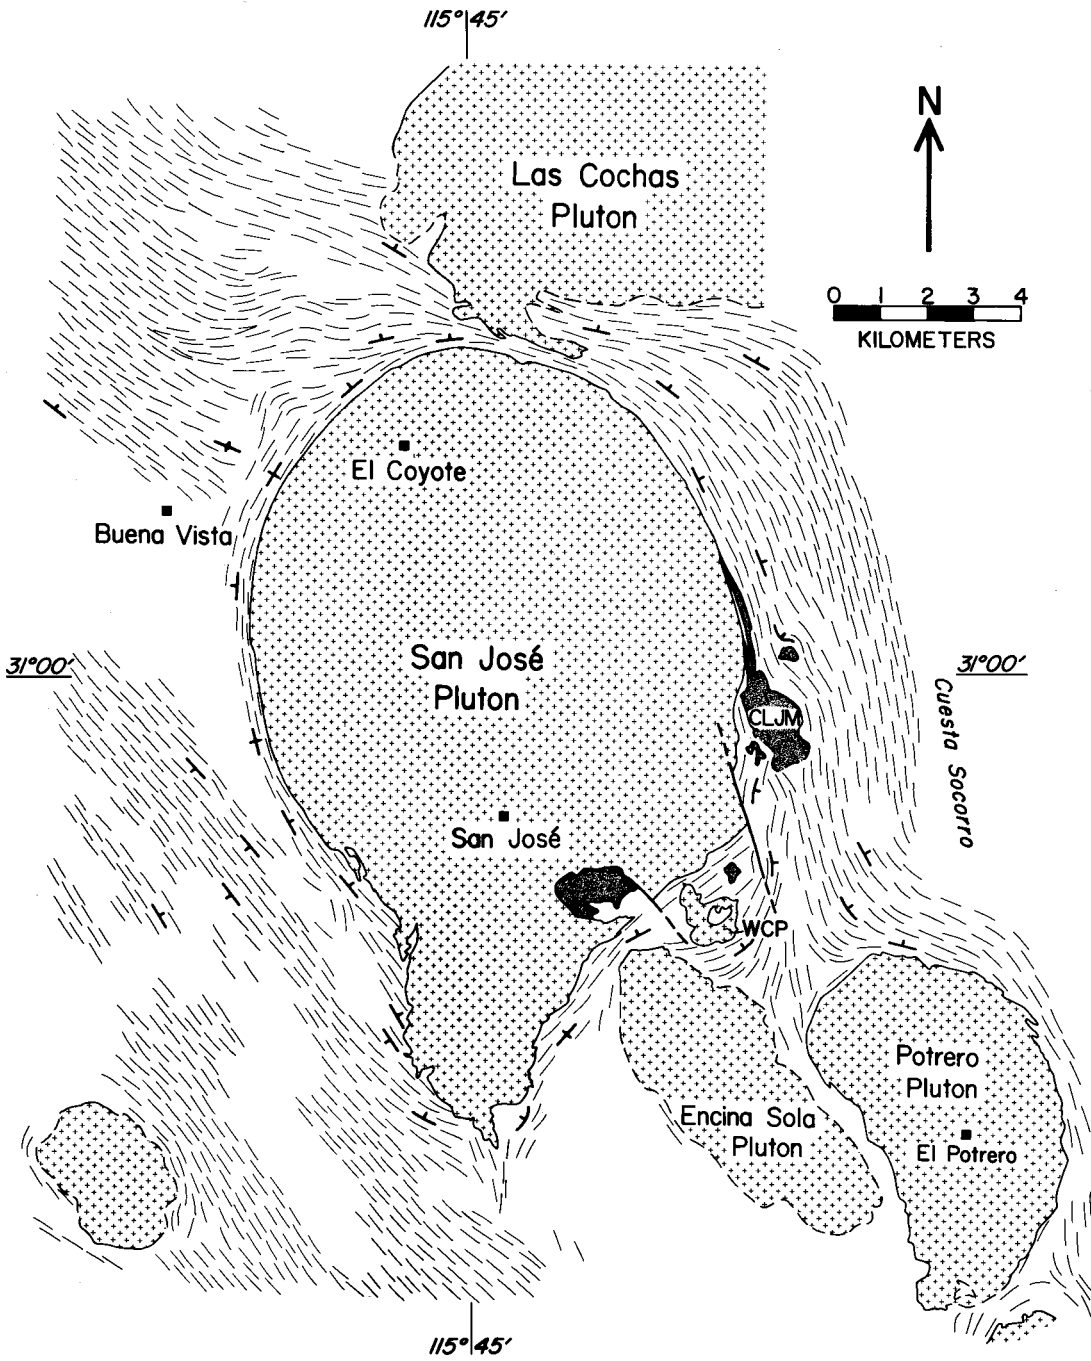 115° 45'
N
Las Cochas
Pluton
0 1 2 3 4
KILOMETERS
El Coyote
Buena Vista
San José
Pluton
31°00'
31°00'
CLJM
Cuesta Socorro
San José
WCP
Potrero
Pluton
Encina Sola
Pluton
El Potrero
115° 45'